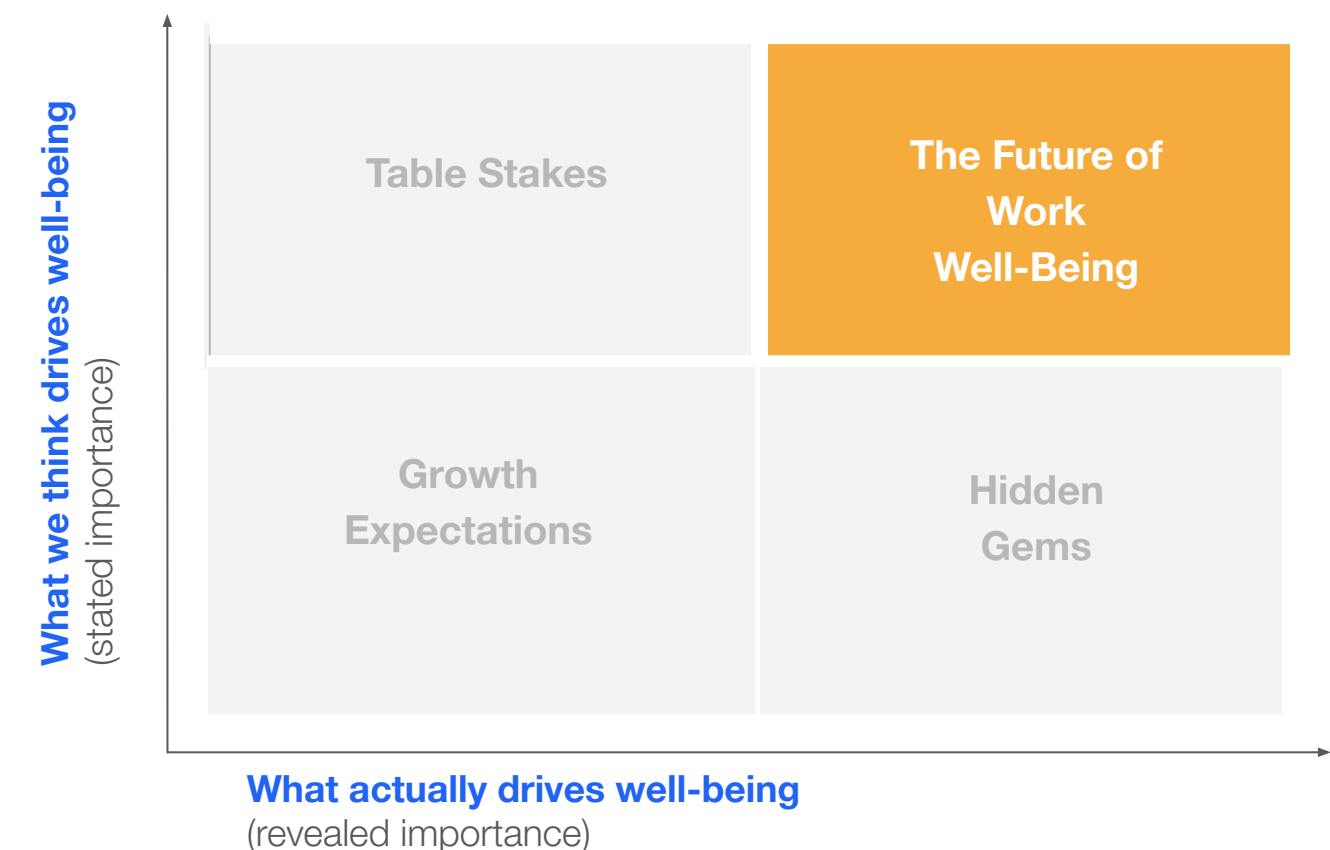 What we think drives well-being
(stated importance)
Table Stakes
The Future of
Work
Well-Being
Growth
Expectations
Hidden
Gems
What actually drives well-being
(revealed importance)